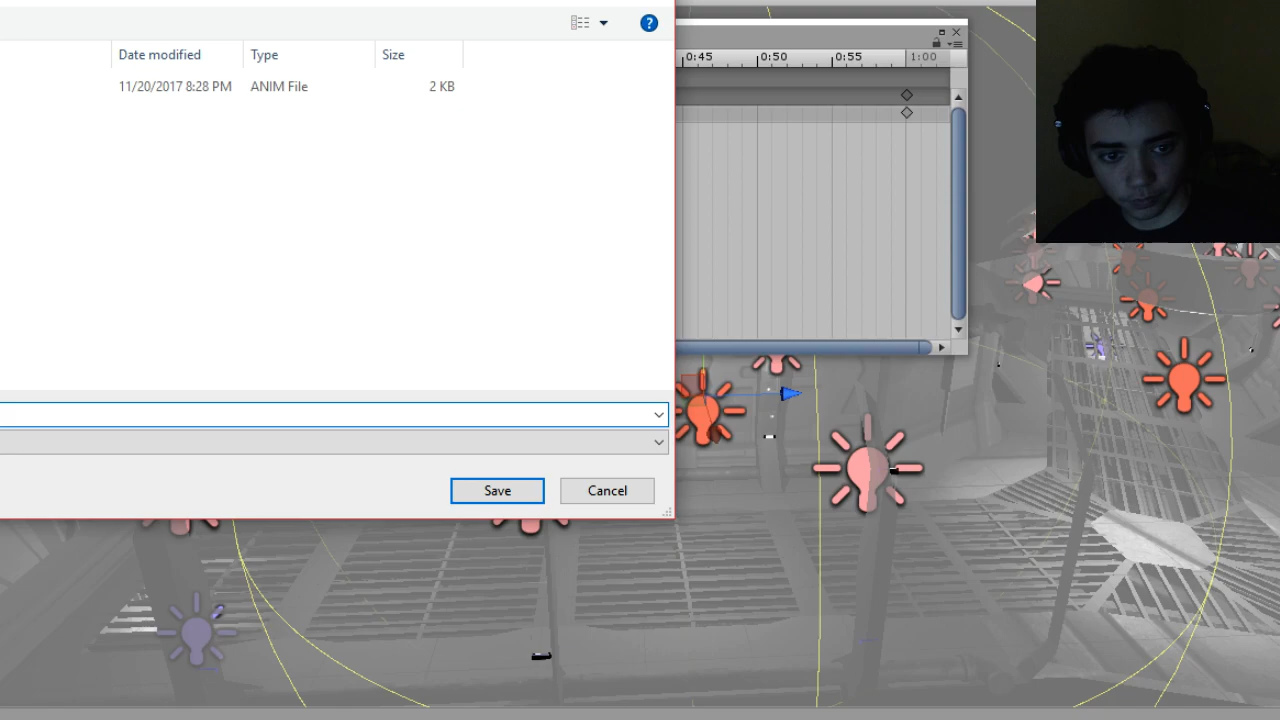 ?
Date modified Type Size
0:45 0:50 0:55 1:00
11/20/2017 8:28 PM ANIM File 2 KB
Save Cancel